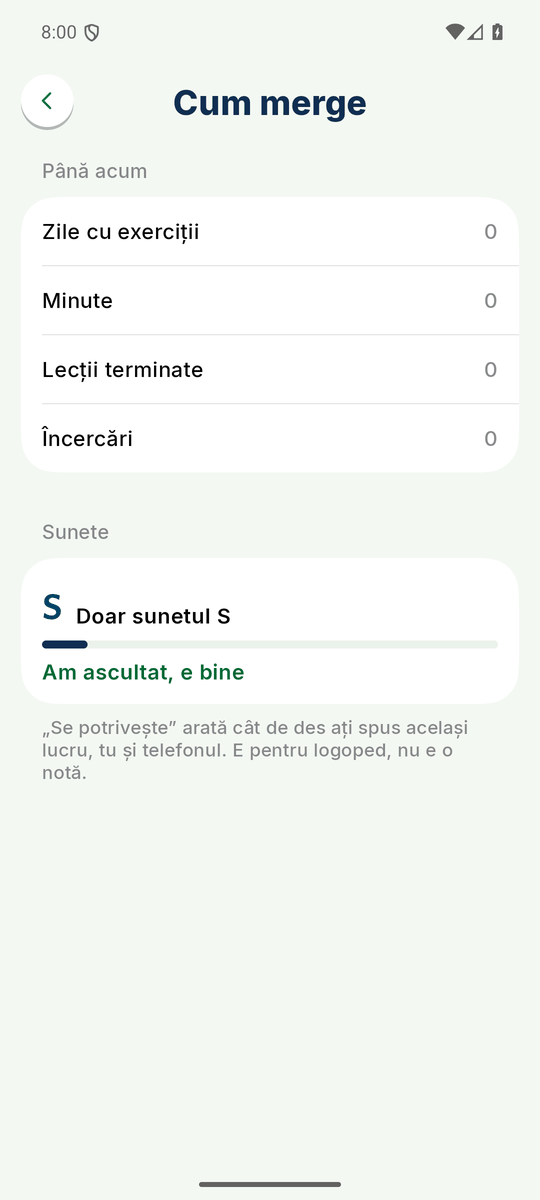 8:00
Cum merge
Până acum
Zile cu exerciții 0
Minute 0
Lecții terminate 0
Încercări 0
Sunete
S Doar sunetul S
Am ascultat, e bine
„Se potrivește” arată cât de des ați spus același
lucru, tu și telefonul. E pentru logoped, nu e o
notă.